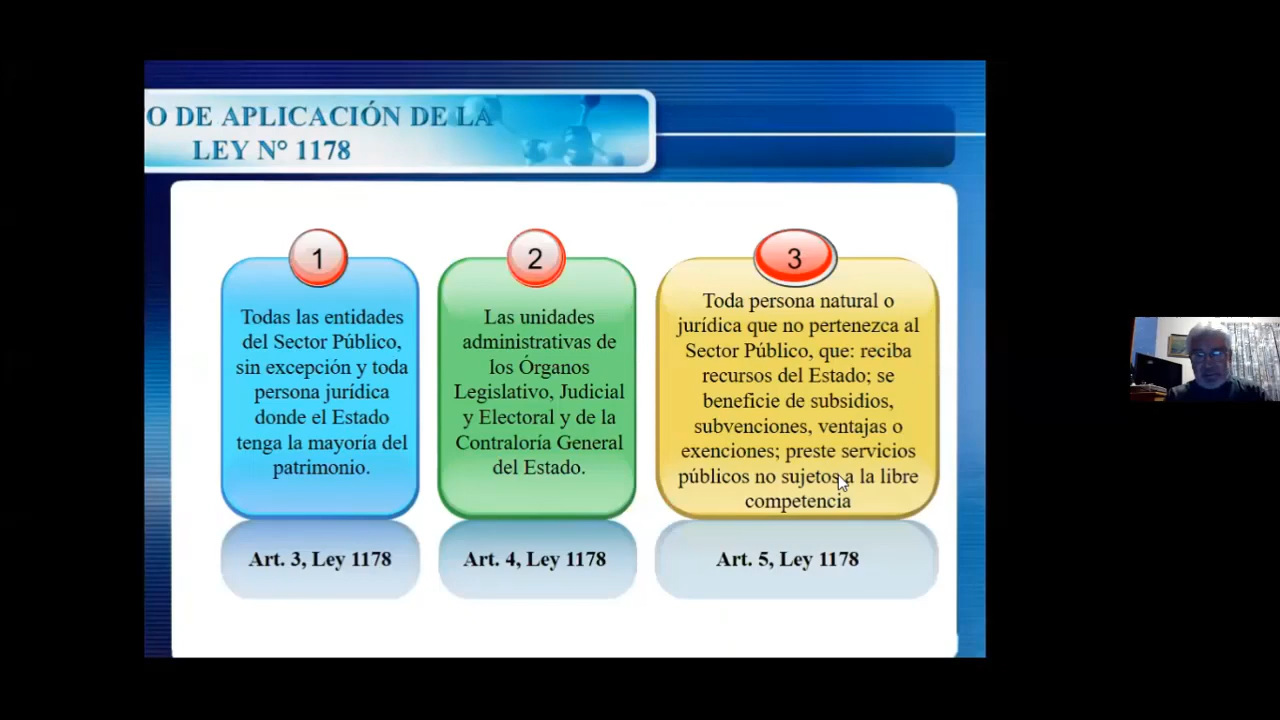 O DE APLICACIÓN DE LA
LEY N° 1178
1
Todas las entidades
del Sector Público,
sin excepción y toda
persona jurídica
donde el Estado
tenga la mayoría del
patrimonio.
Art. 3, Ley 1178
2
Las unidades
administrativas de
los Órganos
Legislativo, Judicial
y Electoral y de la
Contraloría General
del Estado.
Art. 4, Ley 1178
3
Toda persona natural o
jurídica que no pertenezca al
Sector Público, que: reciba
recursos del Estado; se
beneficie de subsidios,
subvenciones, ventajas o
exenciones; preste servicios
públicos no sujetos a la libre
competencia
Art. 5, Ley 1178